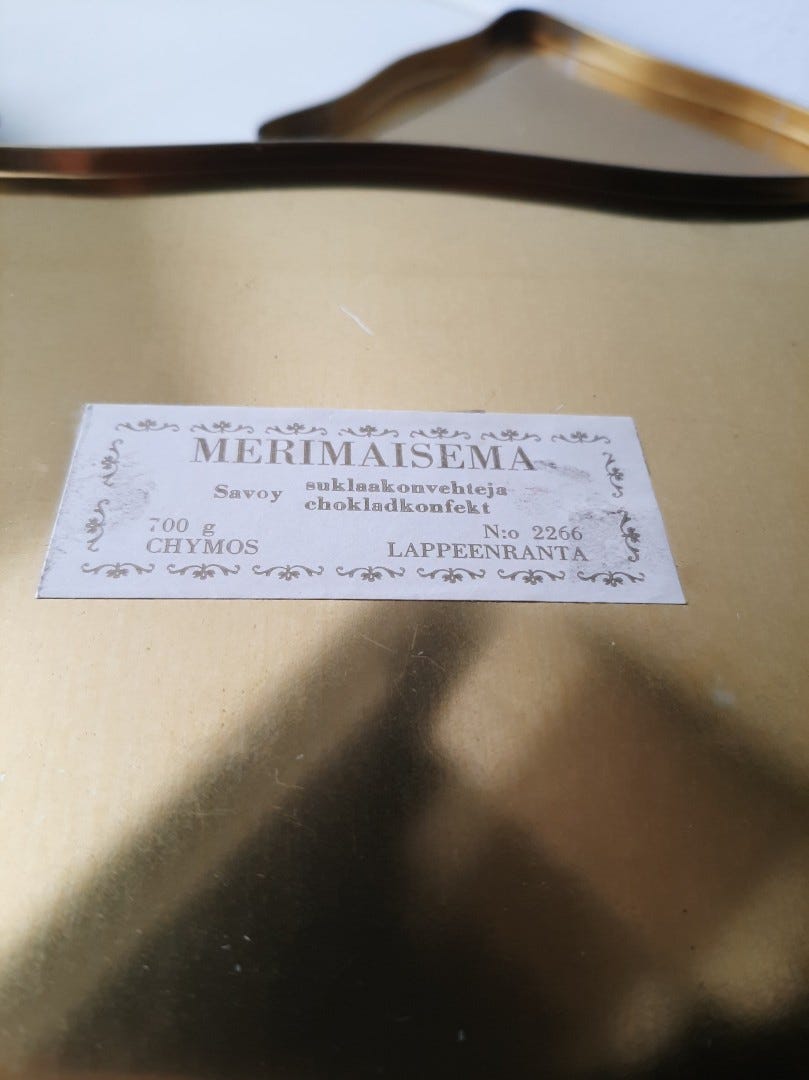 MERIMAISEMA
Savoy suklaakonvehteja
chokladkonfekt
700 g N:o 2266
CHYMOS LAPPEENRANTA